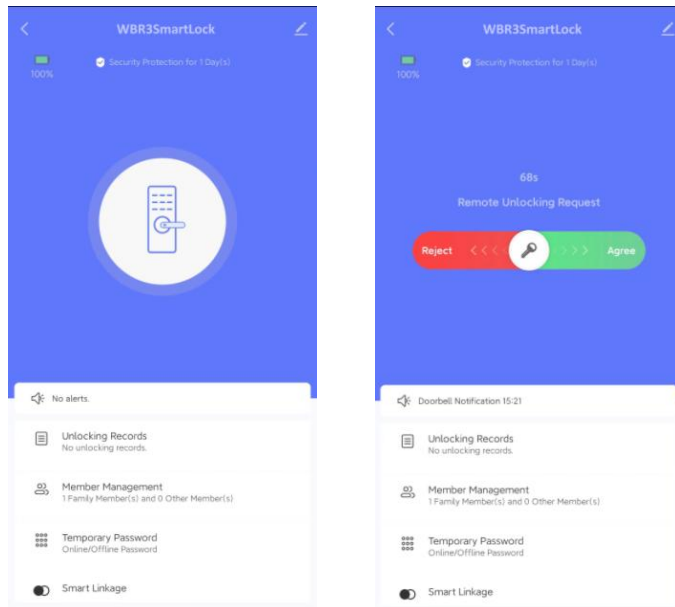 WBR3SmartLock
100%
Security Protection for 1 Day(s)
No alerts.
Unlocking Records
No unlocking records.
Member Management
1 Family Member(s) and 0 Other Member(s)
Temporary Password
Online/Offline Password
Smart Linkage
WBR3SmartLock
100%
Security Protection for 1 Day(s)
68s
Remote Unlocking Request
Reject <<< >>> Agree
Doorbell Notification 15:21
Unlocking Records
No unlocking records.
Member Management
1 Family Member(s) and 0 Other Member(s)
Temporary Password
Online/Offline Password
Smart Linkage